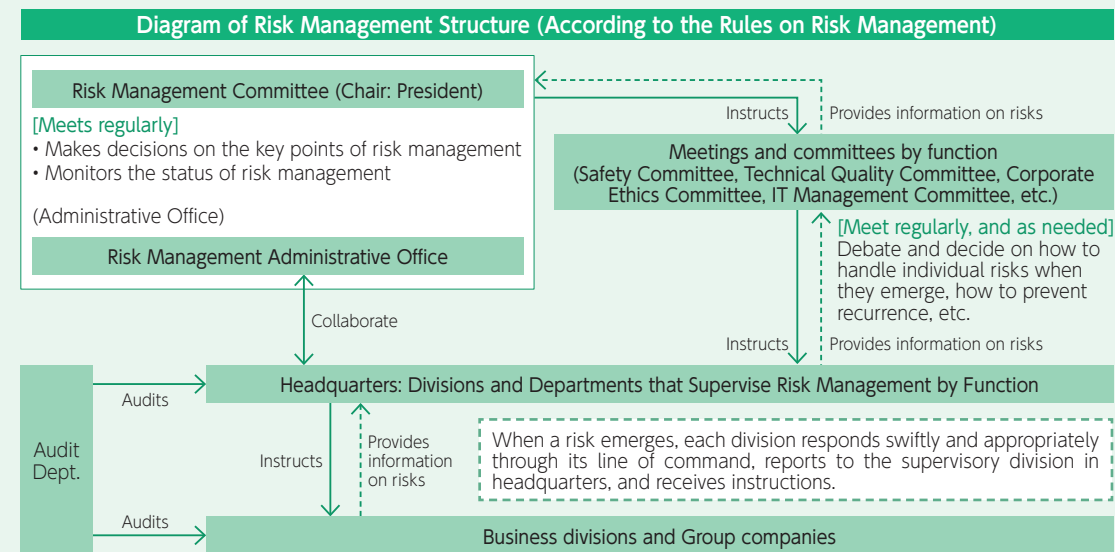 Diagram of Risk Management Structure (According to the Rules on Risk Management)
Risk Management Committee (Chair: President)
[Meets regularly]
• Makes decisions on the key points of risk management
• Monitors the status of risk management
(Administrative Office)
Risk Management Administrative Office
Instructs
Provides information on risks
Meetings and committees by function
(Safety Committee, Technical Quality Committee, Corporate
Ethics Committee, IT Management Committee, etc.)
[Meet regularly, and as needed]
Debate and decide on how to
handle individual risks when
they emerge, how to prevent
recurrence, etc.
Collaborate
Instructs
Provides information on risks
Headquarters: Divisions and Departments that Supervise Risk Management by Function
Audits
Audit
Dept.
Instructs
Provides
information
on risks
When a risk emerges, each division responds swiftly and appropriately
through its line of command, reports to the supervisory division in
headquarters, and receives instructions.
Audits
Business divisions and Group companies